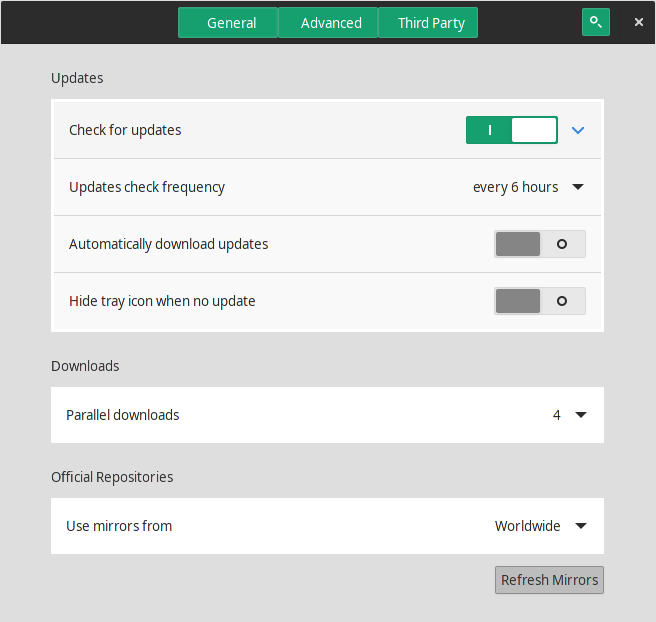 General Advanced Third Party
Updates
Check for updates
Updates check frequency every 6 hours
Automatically download updates
Hide tray icon when no update
Downloads
Parallel downloads 4
Official Repositories
Use mirrors from Worldwide
Refresh Mirrors